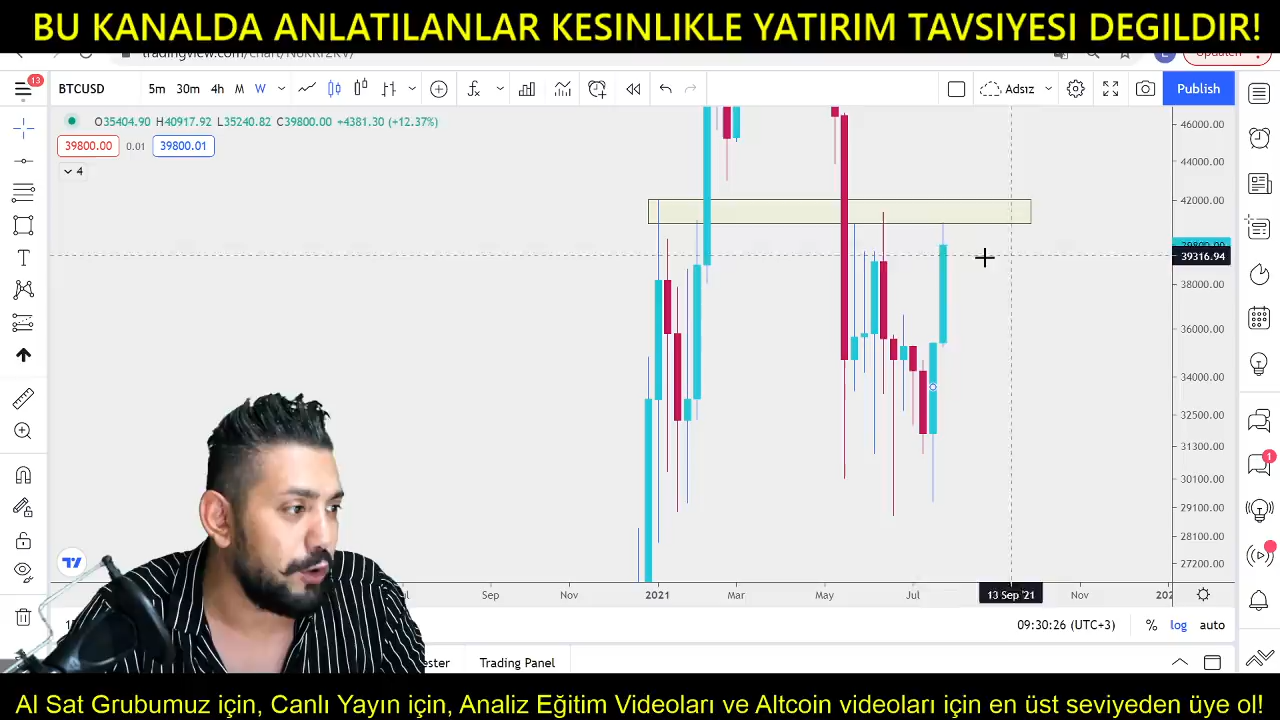 BU KANALDA ANLATILANLAR KESINLIKLE YATIRIM TAVSIYESI DEGILDIR!
13
BTCUSD 5m 30m 4h M W Adsız Publish
O35404.90 H40917.92 L35240.82 C39800.00 +4381.30 (+12.37%)
39800.00 0.01 39800.01
4
46000.00
44000.00
42000.00
39800.00
39316.94
38000.00
36000.00
34000.00
32500.00
31300.00
30100.00
29100.00
28100.00
27200.00
1
Sep Nov 2021 Mar May Jul 13 Sep '21 Nov
09:30:26 (UTC+3) % log auto
Trading Panel
Al Sat Grubumuz için, Canlı Yayın için, Analiz Eğitim Videoları ve Altcoin videoları için en üst seviyeden üye ol!